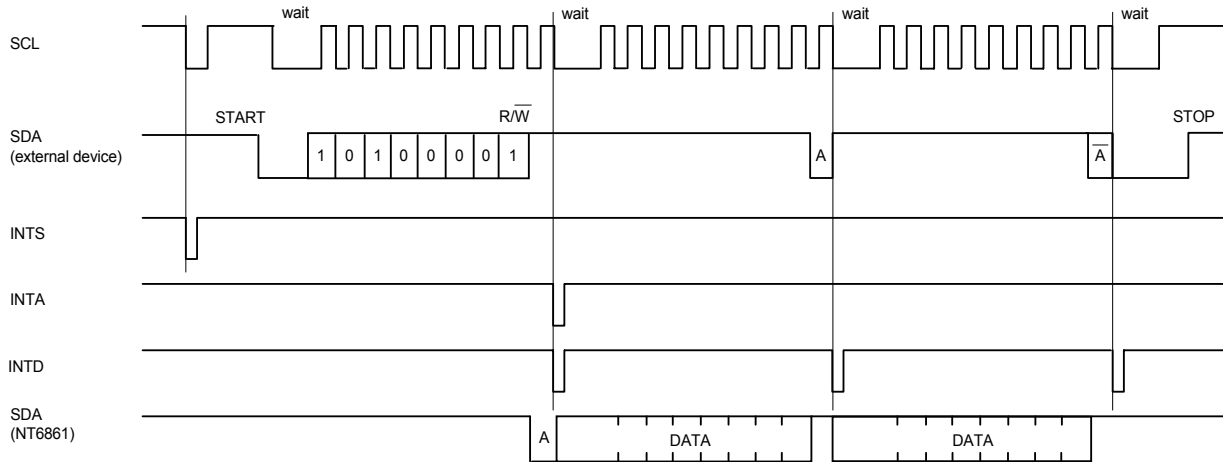 wait wait wait wait
SCL
START R/W̅ STOP
SDA
(external device)
1 0 1 0 0 0 0 1 A A̅
INTS
INTA
INTD
SDA
(NT6861)
A DATA DATA